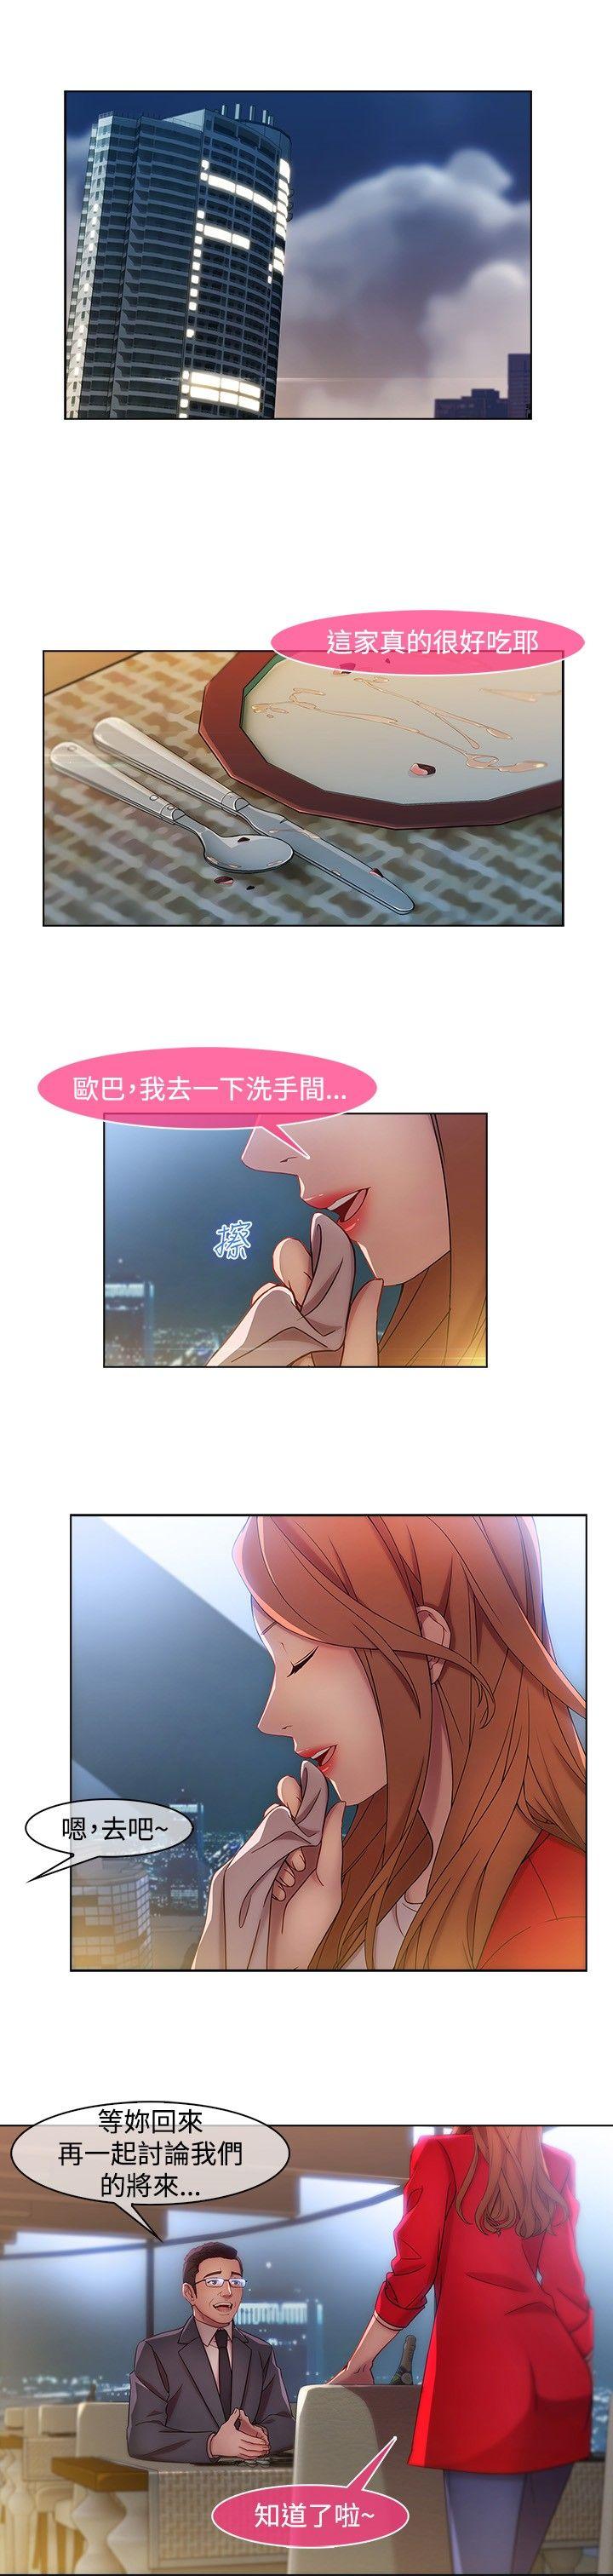 這家真的很好吃耶
歐巴,我去一下洗手間...
擦
嗯,去吧~
等妳回來
再一起討論我們
的將來...
知道了啦~